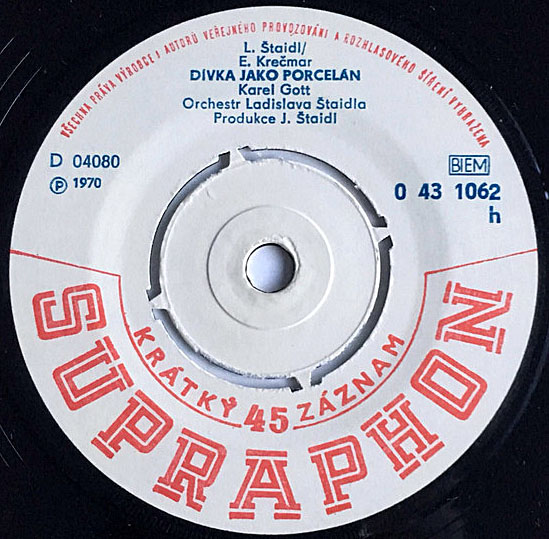 VŠECHNA PRÁVA VÝROBCE I AUTORŮ VEŘEJNÉHO PROVOZOVÁNÍ A ROZHLASOVÉHO ŠÍŘENÍ VYHRAŽENA
L. Štaidl/
E. Krečmar
DÍVKA JAKO PORCELÁN
Karel Gott
Orchestr Ladislava Štaidla
Produkce J. Štaidl
D 04080
℗ 1970
BIEM
0 43 1062
h
KRÁTKÝ 45 ZÁZNAM
SUPRAPHON